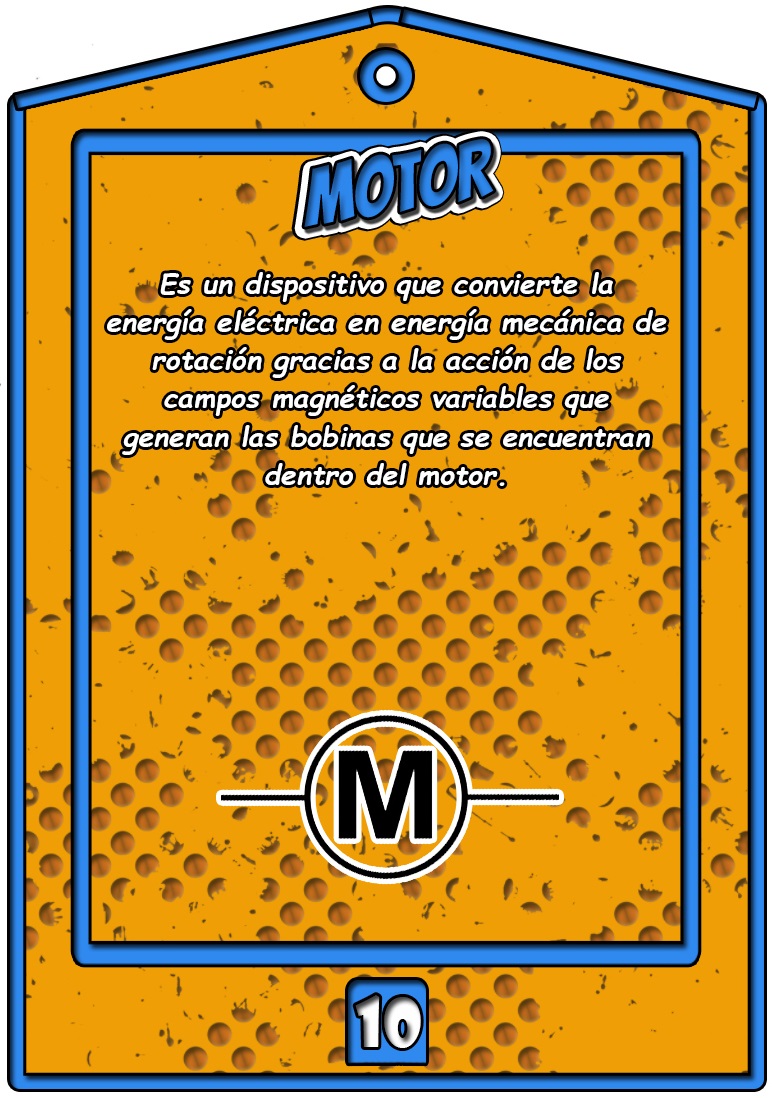 MOTOR
Es un dispositivo que convierte la
energía eléctrica en energía mecánica de
rotación gracias a la acción de los
campos magnéticos variables que
generan las bobinas que se encuentran
dentro del motor.
M
10